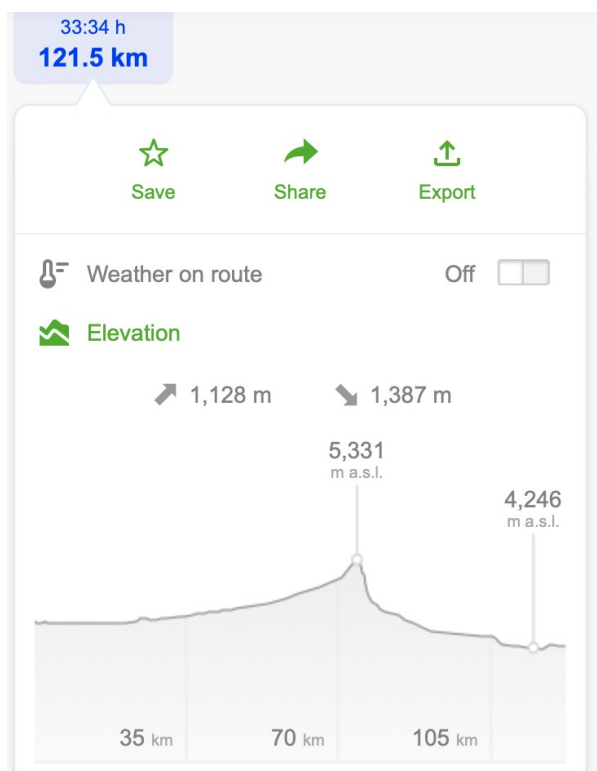 33:34 h
121.5 km
Save Share Export
Weather on route Off
Elevation
1,128 m 1,387 m
5,331
m a.s.l.
4,246
m a.s.l.
35 km 70 km 105 km